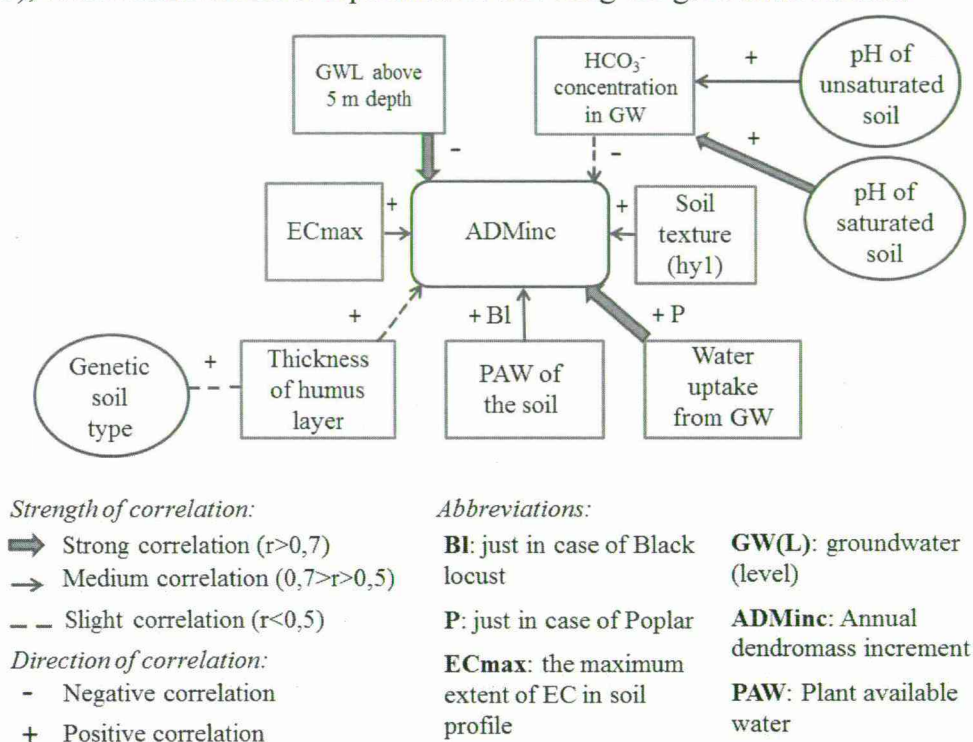 GWL above
5 m depth
-
HCO₃⁻
concentration
in GW
-
+
pH of
unsaturated
soil
+
pH of
saturated
soil
ECmax
+
ADMinc
+
Soil
texture
(hy1)
Genetic
soil
type
+
Thickness
of humus
layer
+
+ Bl
PAW of
the soil
+ P
Water
uptake
from GW
Strength of correlation:
Strong correlation (r>0,7)
Medium correlation (0,7>r>0,5)
Slight correlation (r<0,5)
Direction of correlation:
- Negative correlation
+ Positive correlation
Abbreviations:
Bl: just in case of Black
locust
P: just in case of Poplar
ECmax: the maximum
extent of EC in soil
profile
GW(L): groundwater
(level)
ADMinc: Annual
dendromass increment
PAW: Plant available
water